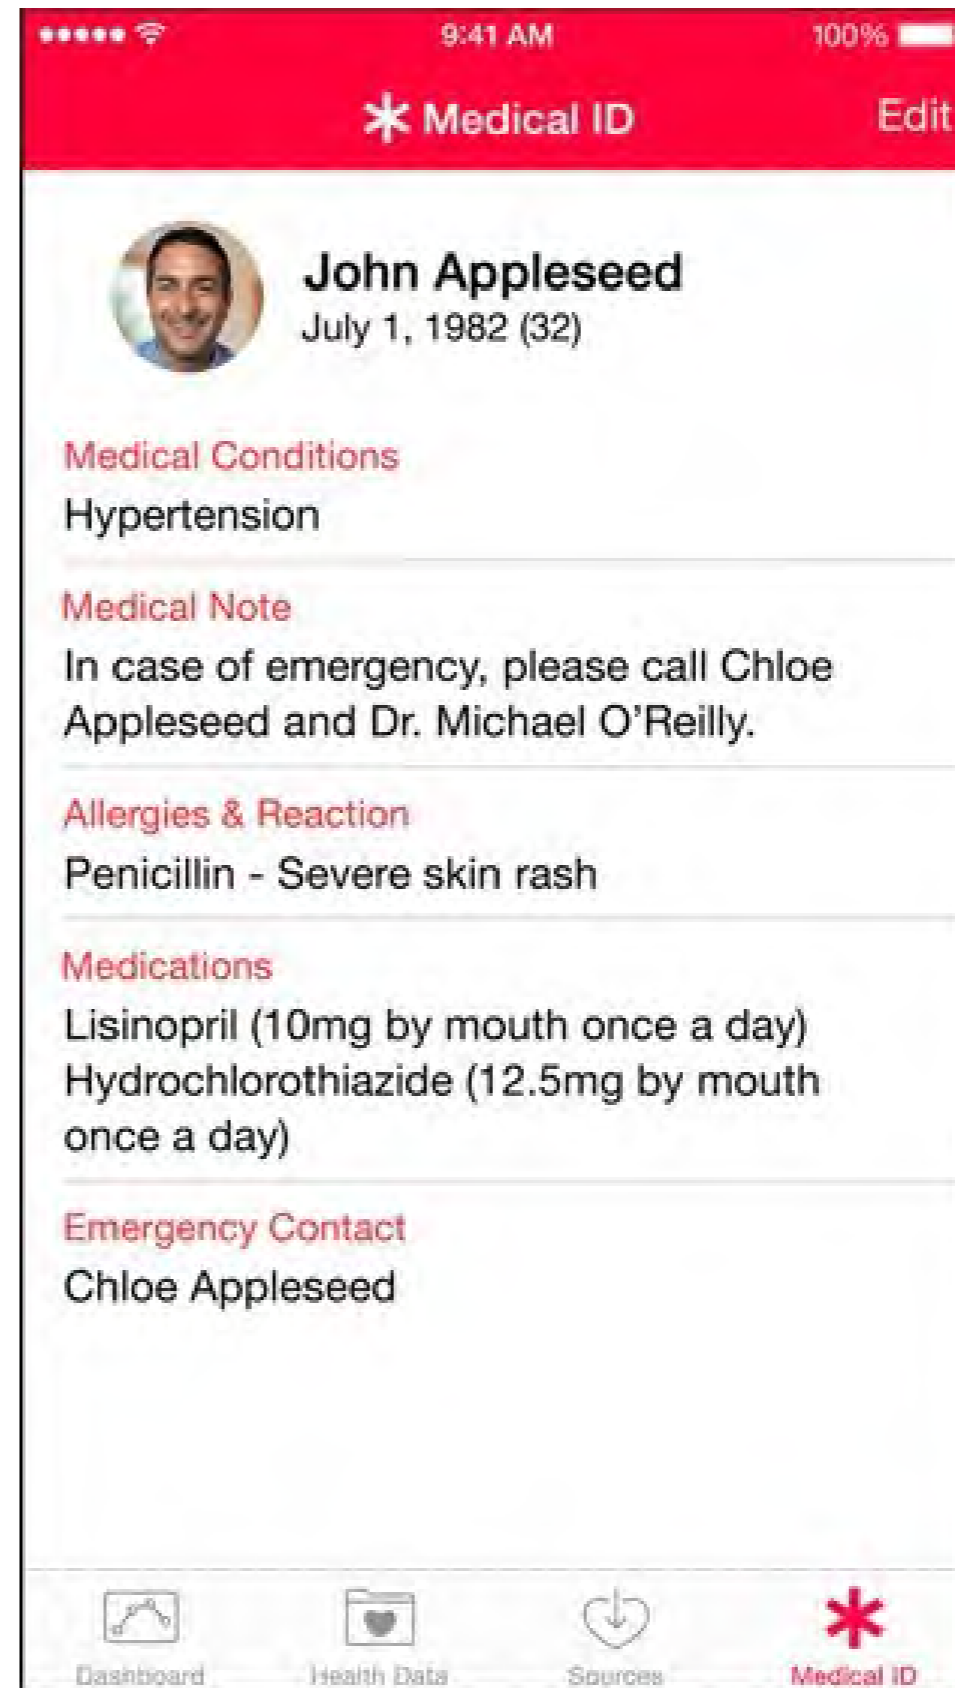 9:41 AM 100%
Medical ID Edit
John Appleseed
July 1, 1982 (32)
Medical Conditions
Hypertension
Medical Note
In case of emergency, please call Chloe
Appleseed and Dr. Michael O’Reilly.
Allergies & Reaction
Penicillin - Severe skin rash
Medications
Lisinopril (10mg by mouth once a day)
Hydrochlorothiazide (12.5mg by mouth
once a day)
Emergency Contact
Chloe Appleseed
Dashboard Health Data Sources Medical ID